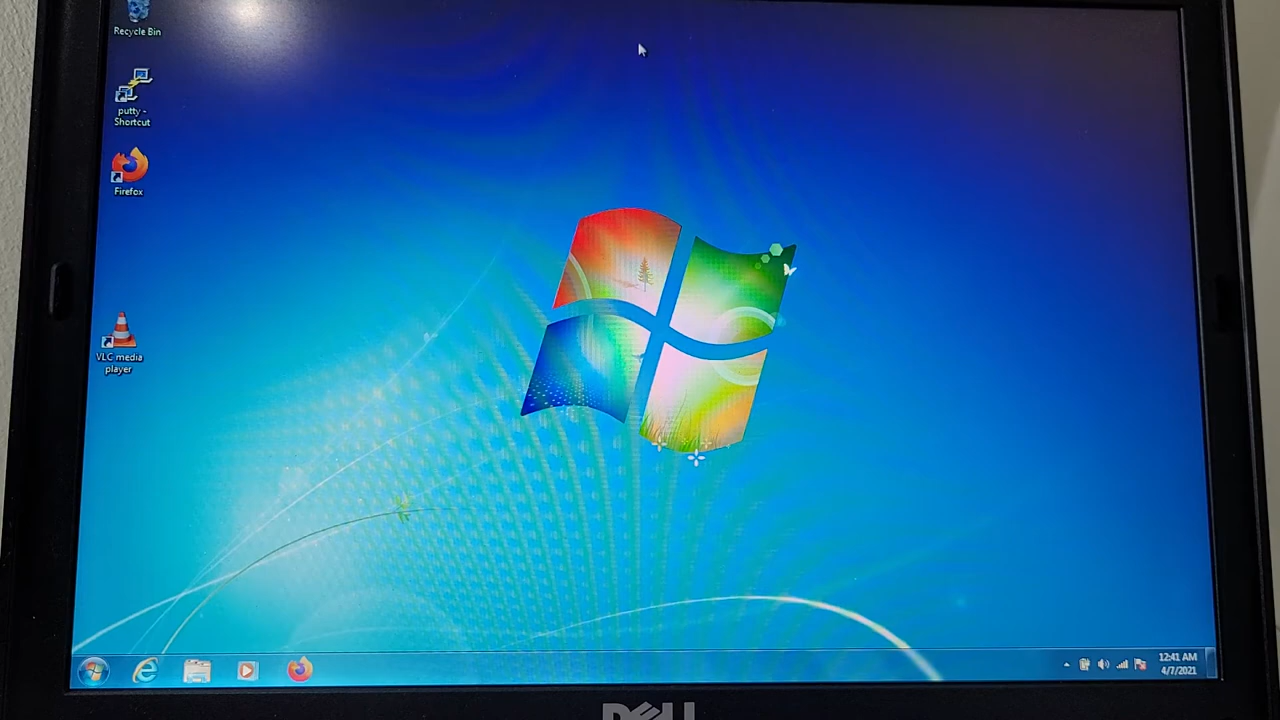 Recycle Bin
putty -
Shortcut
Firefox
VLC media
player
12:41 AM
4/7/2021
DELL